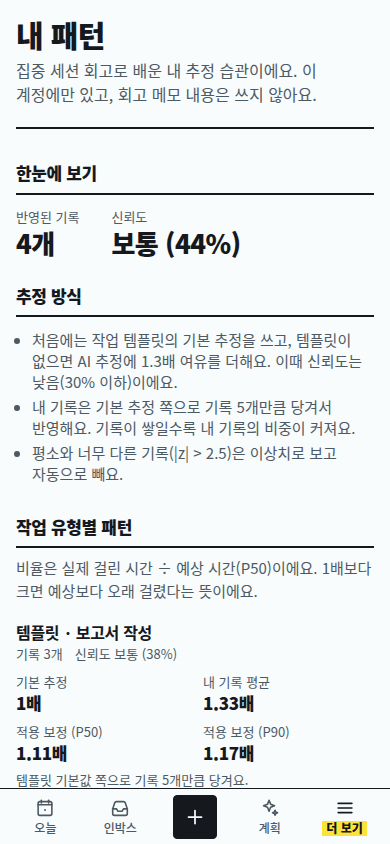 내 패턴
집중 세션 회고로 배운 내 추정 습관이에요. 이
계정에만 있고, 회고 메모 내용은 쓰지 않아요.
한눈에 보기
반영된 기록 신뢰도
4개 보통 (44%)
추정 방식
• 처음에는 작업 템플릿의 기본 추정을 쓰고, 템플릿이
없으면 AI 추정에 1.3배 여유를 더해요. 이때 신뢰도는
낮음(30% 이하)이에요.
• 내 기록은 기본 추정 쪽으로 기록 5개만큼 당겨서
반영해요. 기록이 쌓일수록 내 기록의 비중이 커져요.
• 평소와 너무 다른 기록(|z| > 2.5)은 이상치로 보고
자동으로 빼요.
작업 유형별 패턴
비율은 실제 걸린 시간 ÷ 예상 시간(P50)이에요. 1배보다
크면 예상보다 오래 걸렸다는 뜻이에요.
템플릿 · 보고서 작성
기록 3개 신뢰도 보통 (38%)
기본 추정 내 기록 평균
1배 1.33배
적용 보정 (P50) 적용 보정 (P90)
1.11배 1.17배
템플릿 기본값 쪽으로 기록 5개만큼 당겨요.
오늘 인박스 계획 더 보기